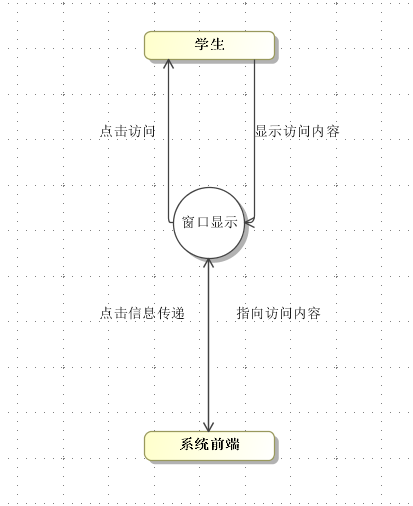 学生
点击访问
显示访问内容
窗口显示
点击信息传递
指向访问内容
系统前端